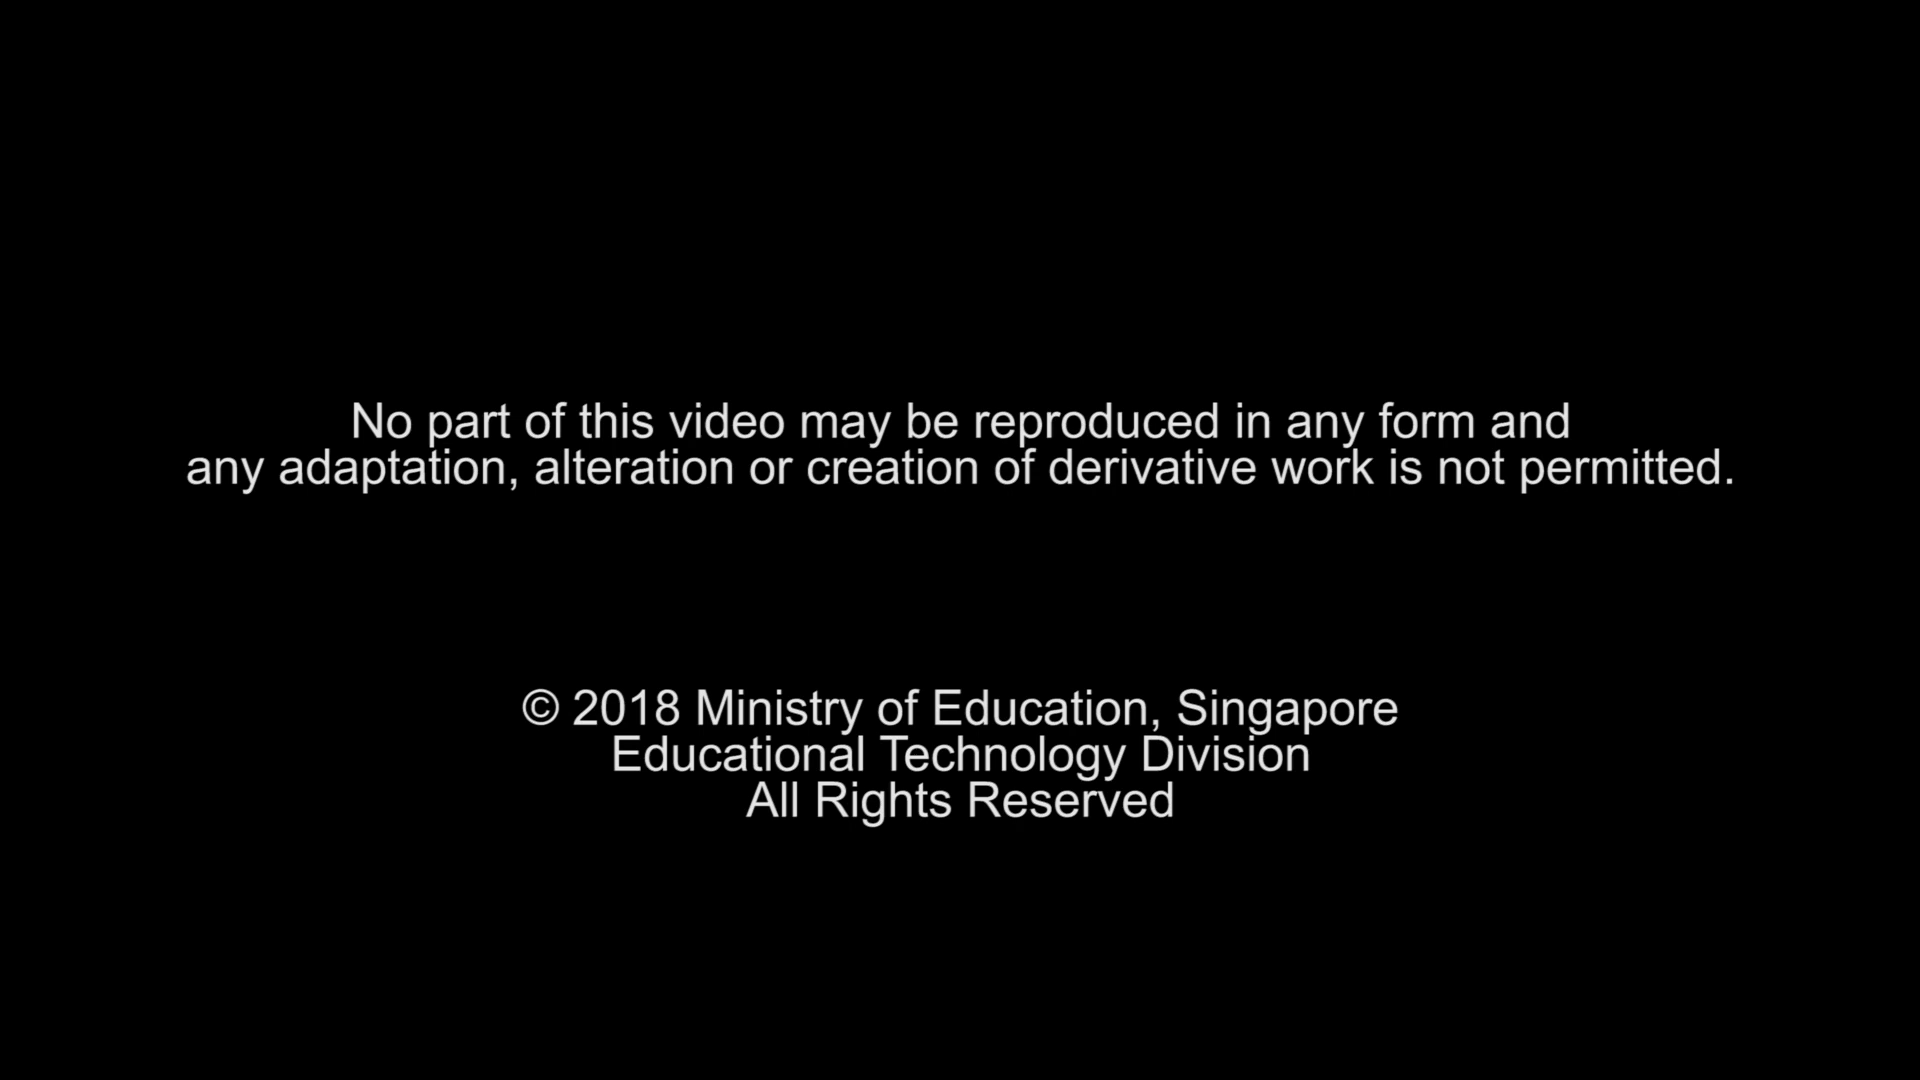 No part of this video may be reproduced in any form and
any adaptation, alteration or creation of derivative work is not permitted.
© 2018 Ministry of Education, Singapore
Educational Technology Division
All Rights Reserved